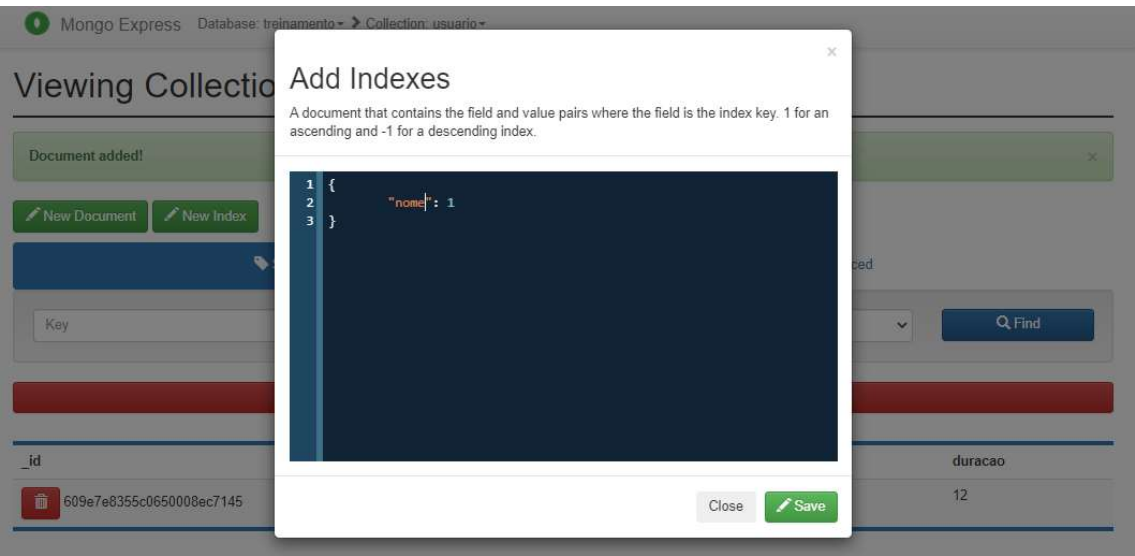 Mongo Express Database: treinamento Collection: usuario
Viewing Collectio
Add Indexes
×
A document that contains the field and value pairs where the field is the index key. 1 for an
ascending and -1 for a descending index.
Document added!
×
1 {
2 "nome": 1
3 }
New Document New Index
ced
Key
Find
_id
duracao
609e7e8355c0650008ec7145
12
Close Save